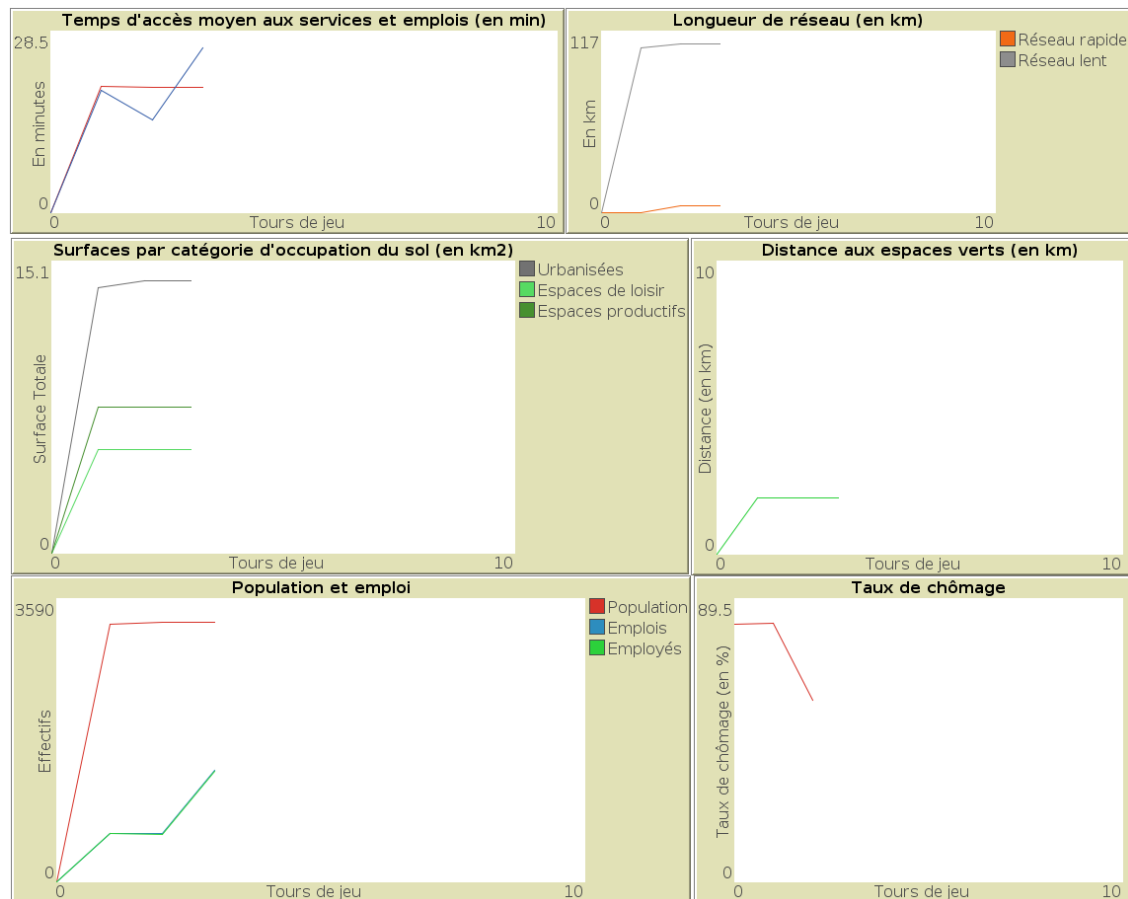 Temps d'accès moyen aux services et emplois (en min)
28.5
En minutes
0
0
Tours de jeu
10
Longueur de réseau (en km)
117
En km
0
0
Tours de jeu
10
Réseau rapide
Réseau lent
Surfaces par catégorie d'occupation du sol (en km2)
15.1
Surface Totale
0
0
Tours de jeu
10
Urbanisées
Espaces de loisir
Espaces productifs
Distance aux espaces verts (en km)
10
Distance (en km)
0
0
Tours de jeu
10
Population et emploi
3590
Effectifs
0
0
Tours de jeu
10
Population
Emplois
Employés
Taux de chômage
89.5
Taux de chômage (en %)
0
0
Tours de jeu
10